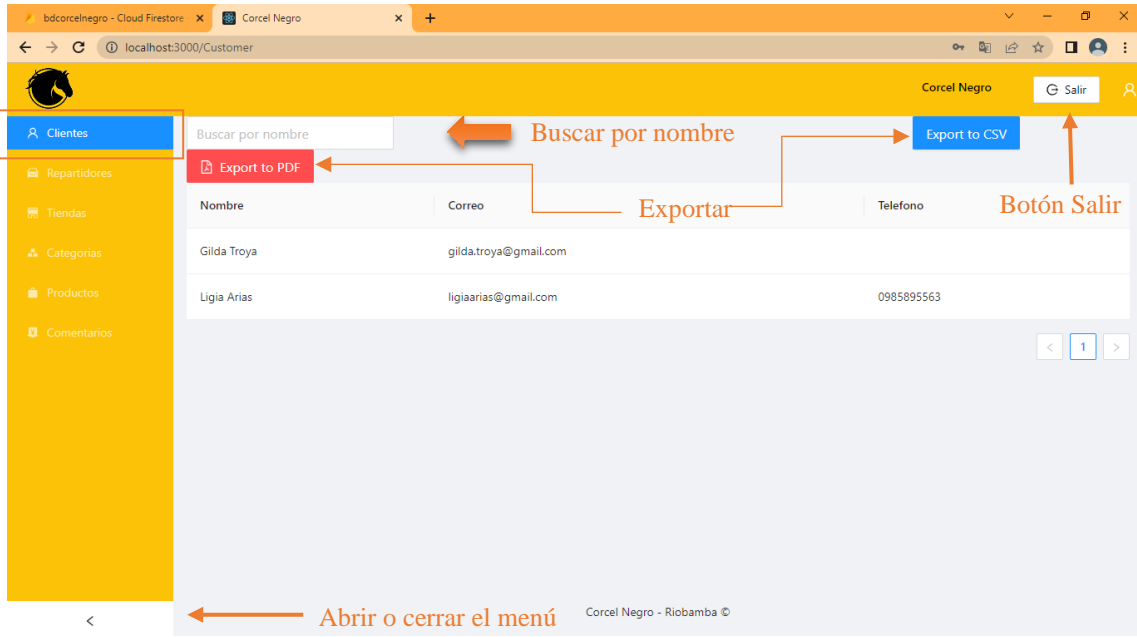 bdcorcelnegro - Cloud Firestore
Corcel Negro
localhost:3000/Customer
Corcel Negro
Salir
Clientes
Buscar por nombre
Buscar por nombre
Export to CSV
Repartidores
Export to PDF
Tiendas
Nombre
Correo
Exportar
Telefono
Botón Salir
Categorias
Gilda Troya
gilda.troya@gmail.com
Productos
Ligia Arias
ligiaarias@gmail.com
0985895563
Comentarios
< 1 >
<
Abrir o cerrar el menú
Corcel Negro - Riobamba ©